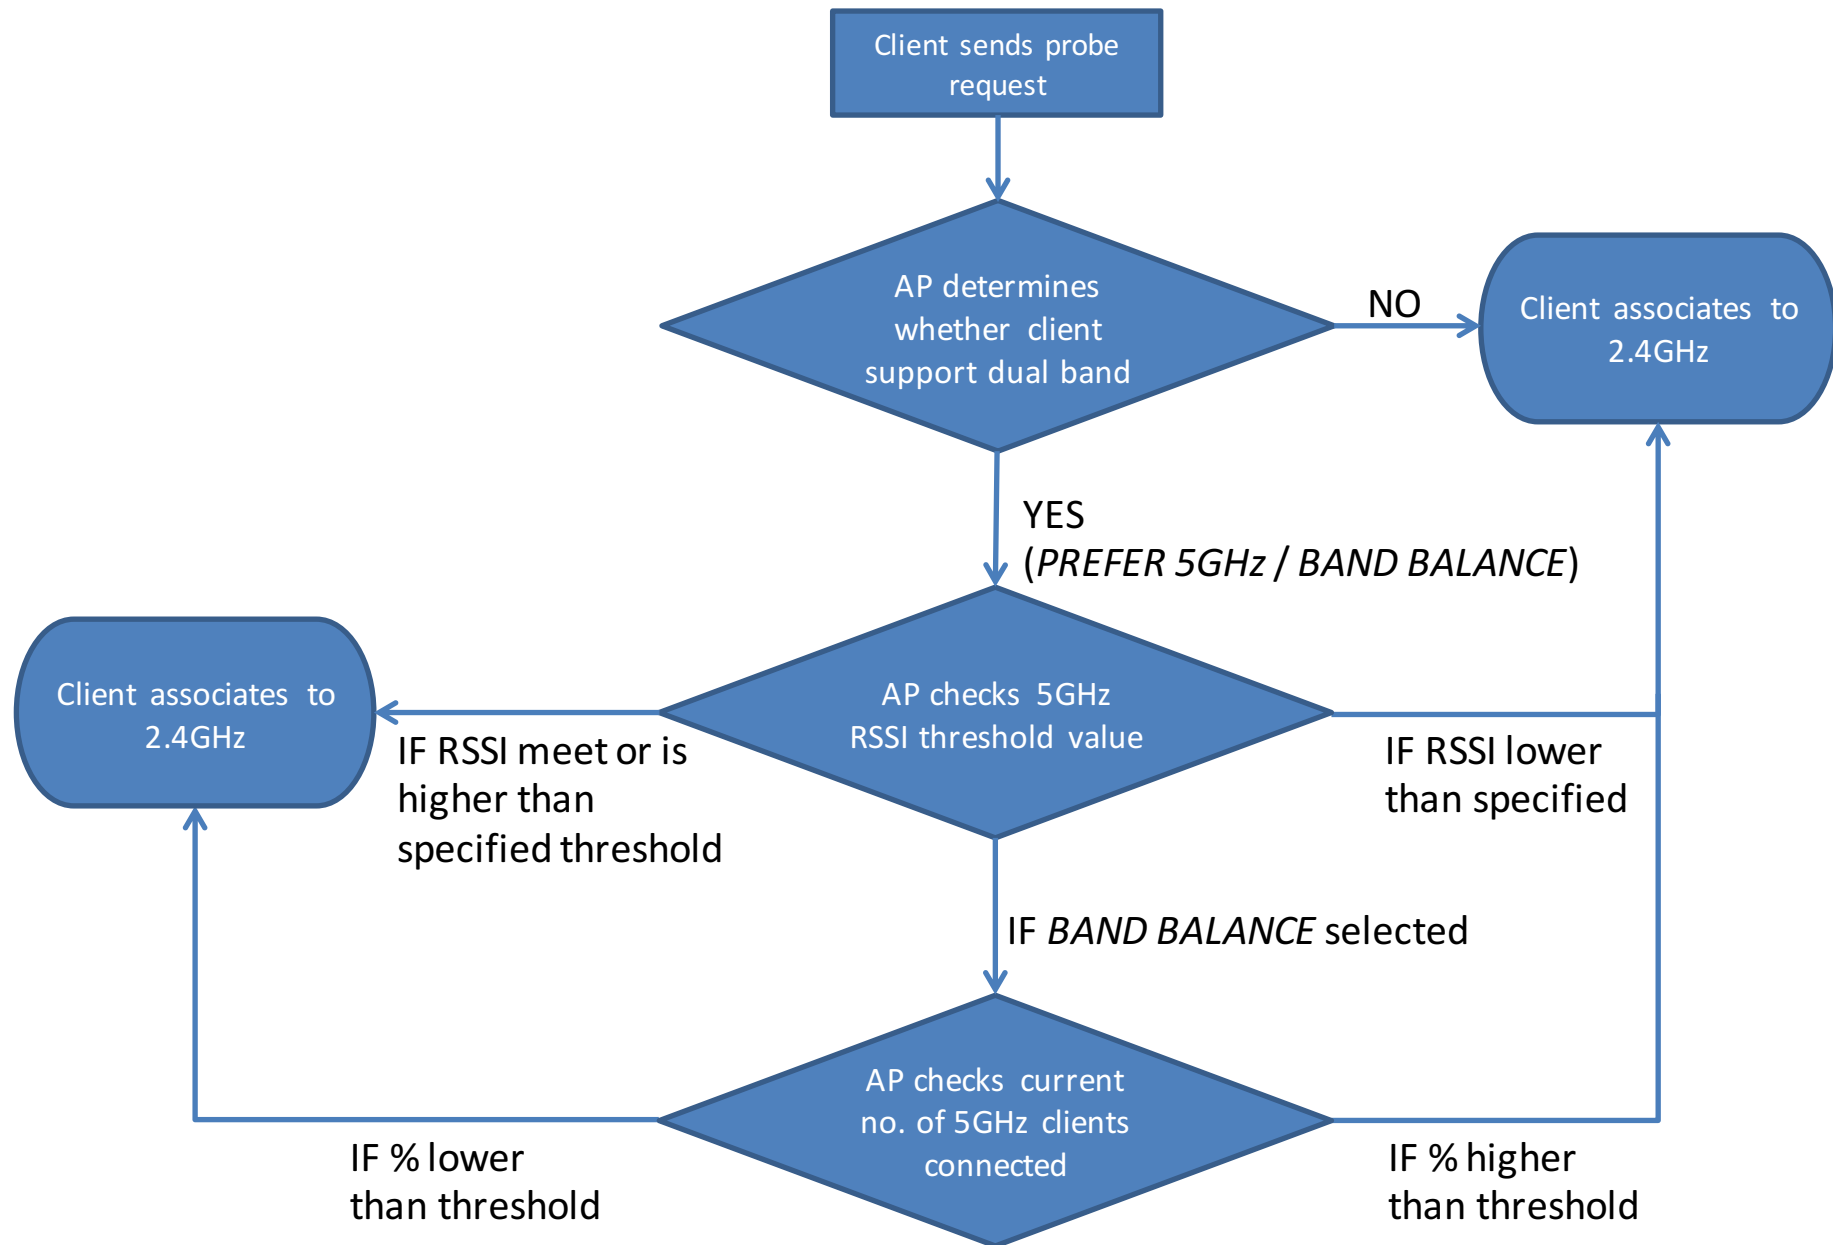 Client sends probe
request
AP determines
whether client
support dual band
NO
Client associates to
2.4GHz
YES
(PREFER 5GHz / BAND BALANCE)
Client associates to
2.4GHz
AP checks 5GHz
RSSI threshold value
IF RSSI meet or is
higher than
specified threshold
IF RSSI lower
than specified
IF BAND BALANCE selected
AP checks current
no. of 5GHz clients
connected
IF % lower
than threshold
IF % higher
than threshold